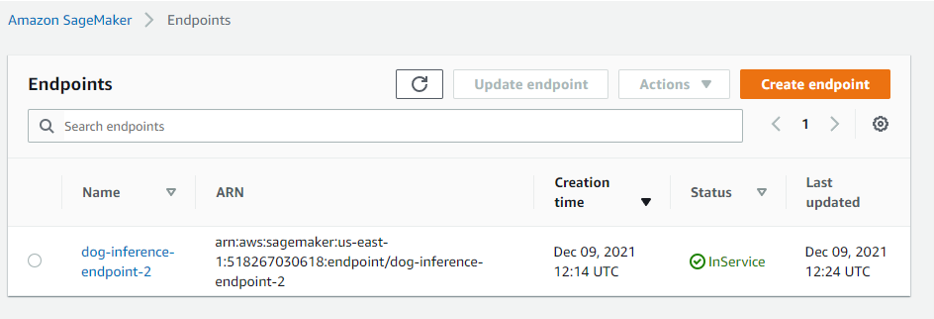 Amazon SageMaker > Endpoints
Endpoints
Update endpoint
Actions
Create endpoint
Search endpoints
1
Name
ARN
Creation
time
Status
Last
updated
dog-inference-
endpoint-2
arn:aws:sagemaker:us-east-
1:518267030618:endpoint/dog-inference-
endpoint-2
Dec 09, 2021
12:14 UTC
InService
Dec 09, 2021
12:24 UTC